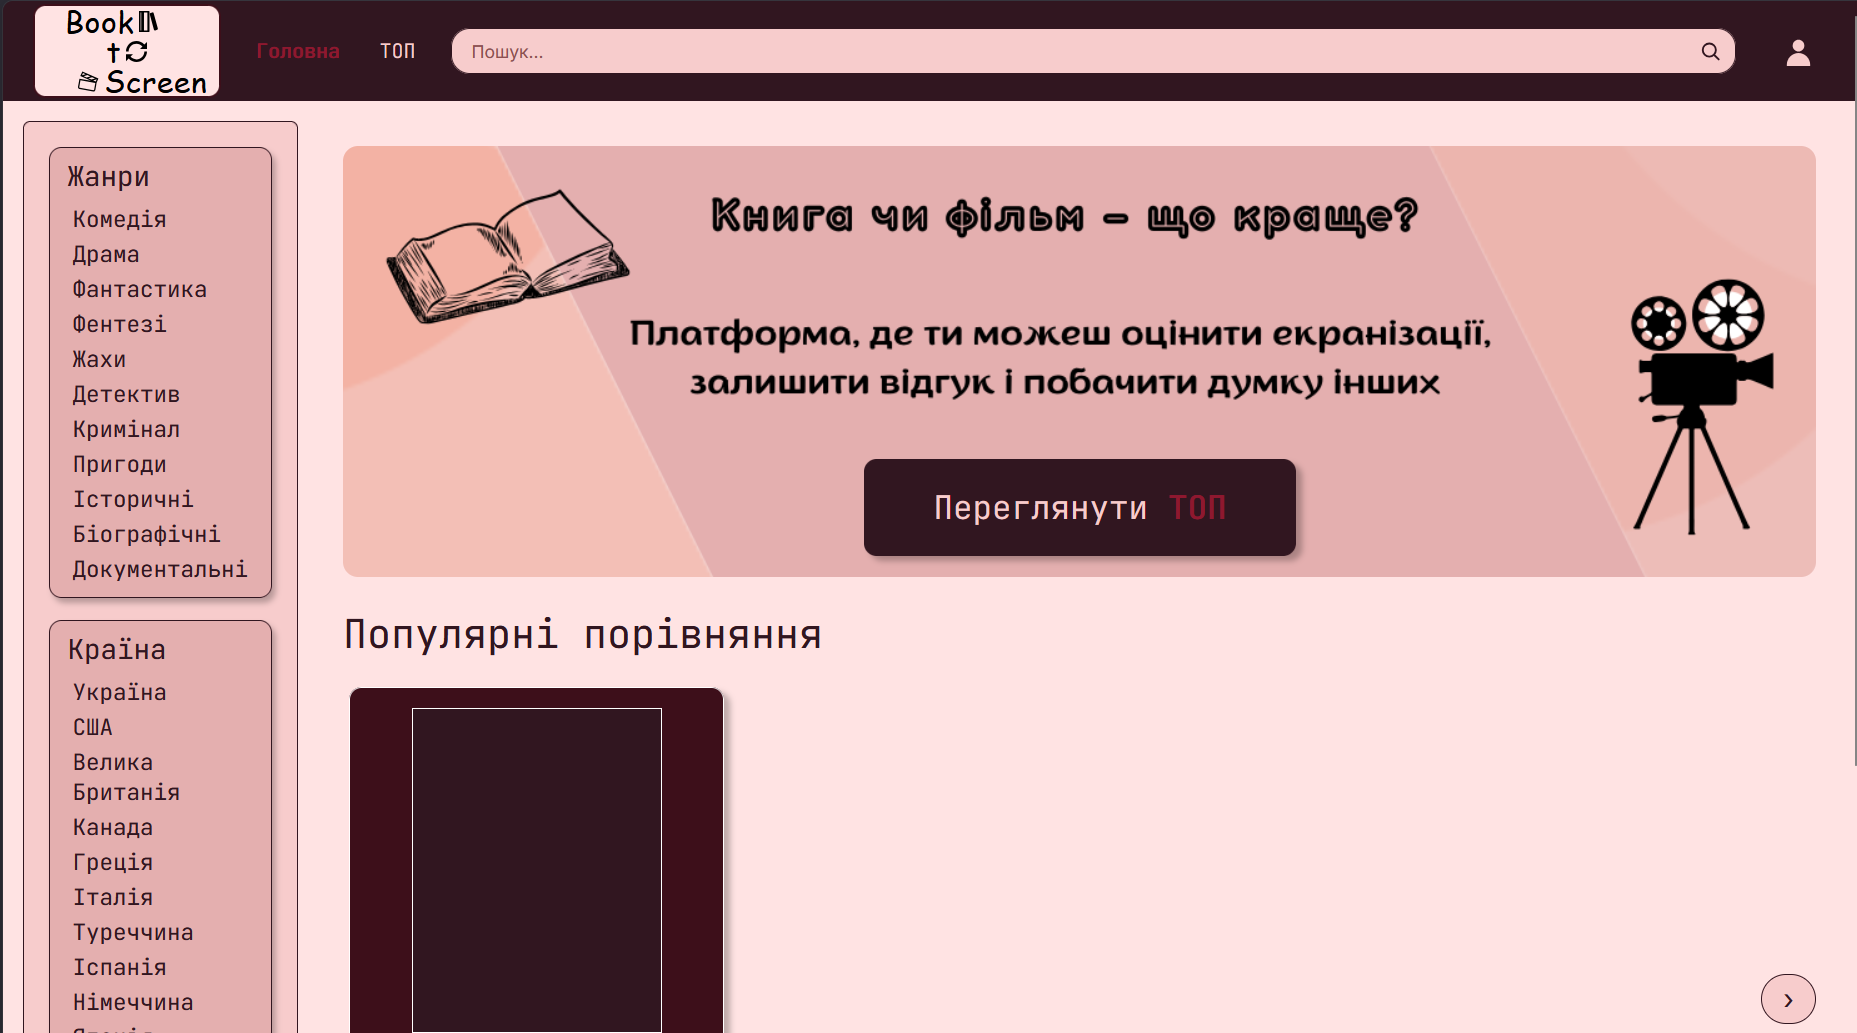 Book
t
Screen
Головна
ТОП
Пошук...
Жанри
Комедія
Драма
Фантастика
Фентезі
Жахи
Детектив
Кримінал
Пригоди
Історичні
Біографічні
Документальні
Країна
Україна
США
Велика
Британія
Канада
Греція
Італія
Туреччина
Іспанія
Німеччина
Книга чи фільм – що краще?
Платформа, де ти можеш оцінити екранізації,
залишити відгук і побачити думку інших
Переглянути ТОП
Популярні порівняння